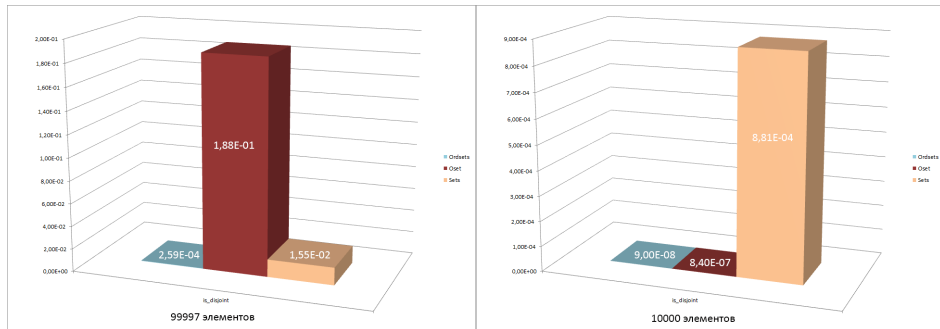 2,00E-01
1,80E-01
1,60E-01
1,40E-01
1,20E-01
1,00E-01
8,00E-02
6,00E-02
4,00E-02
2,00E-02
0,00E+00
2,59E-04
1,88E-01
1,55E-02
is_disjoint
99997 элементов
Ordsets
Oset
Sets
9,00E-04
8,00E-04
7,00E-04
6,00E-04
5,00E-04
4,00E-04
3,00E-04
2,00E-04
1,00E-04
0,00E+00
9,00E-08
8,40E-07
8,81E-04
is_disjoint
10000 элементов
Ordsets
Oset
Sets